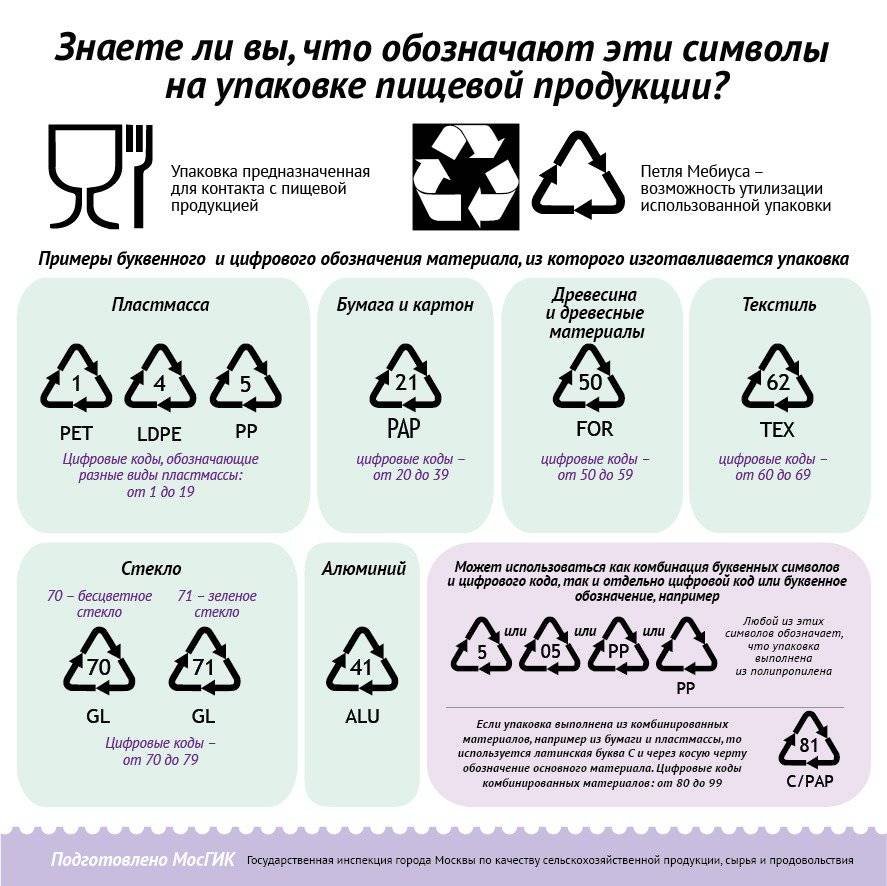 Знаете ли вы, что обозначают эти символы
на упаковке пищевой продукции?
Упаковка предназначенная
для контакта с пищевой
продукцией
Петля Мебиуса –
возможность утилизации
использованной упаковки
Примеры буквенного и цифрового обозначения материала, из которого изготавливается упаковка
Пластмасса
1
4
5
PET
LDPE
PP
Цифровые коды, обозначающие
разные виды пластмассы:
от 1 до 19
Бумага и картон
21
PAP
цифровые коды –
от 20 до 39
Древесина
и древесные
материалы
50
FOR
цифровые коды –
от 50 до 59
Текстиль
62
TEX
цифровые коды –
от 60 до 69
Стекло
70 – бесцветное
стекло
71 – зеленое
стекло
70
71
GL
GL
Цифровые коды –
от 70 до 79
Алюминий
41
ALU
Может использоваться как комбинация буквенных символов
и цифрового кода, так и отдельно цифровой код или буквенное
обозначение, например
5 или 05 или PP или
PP
Любой из этих
символов обозначает,
что упаковка
выполнена
из полипропилена
Если упаковка выполнена из комбинированных
материалов, например из бумаги и пластмассы, то
используется латинская буква С и через косую черту
обозначение основного материала. Цифровые коды
комбинированных материалов: от 80 до 99
81
C/PAP
Подготовлено МосГИК Государственная инспекция города Москвы по качеству сельскохозяйственной продукции, сырья и продовольствия